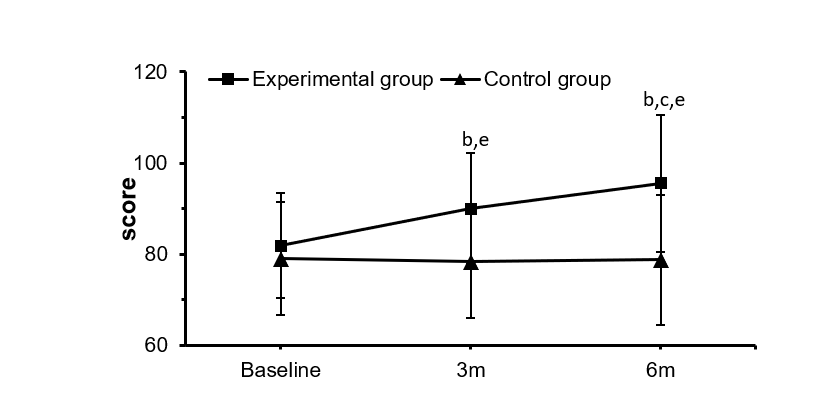 120
Experimental group
Control group
b,c,e
b,e
100
score
80
60
Baseline
3m
6m